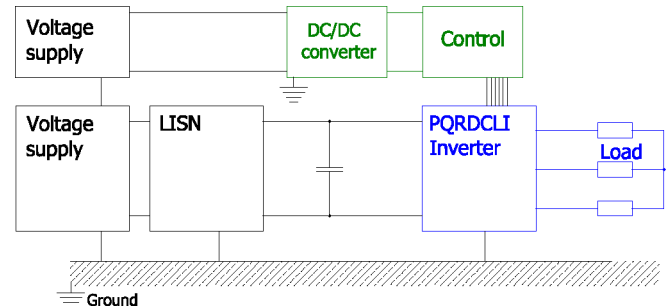 Voltage
supply
DC/DC
converter
Control
Voltage
supply
LISN
PQRDCLI
Inverter
Load
Ground